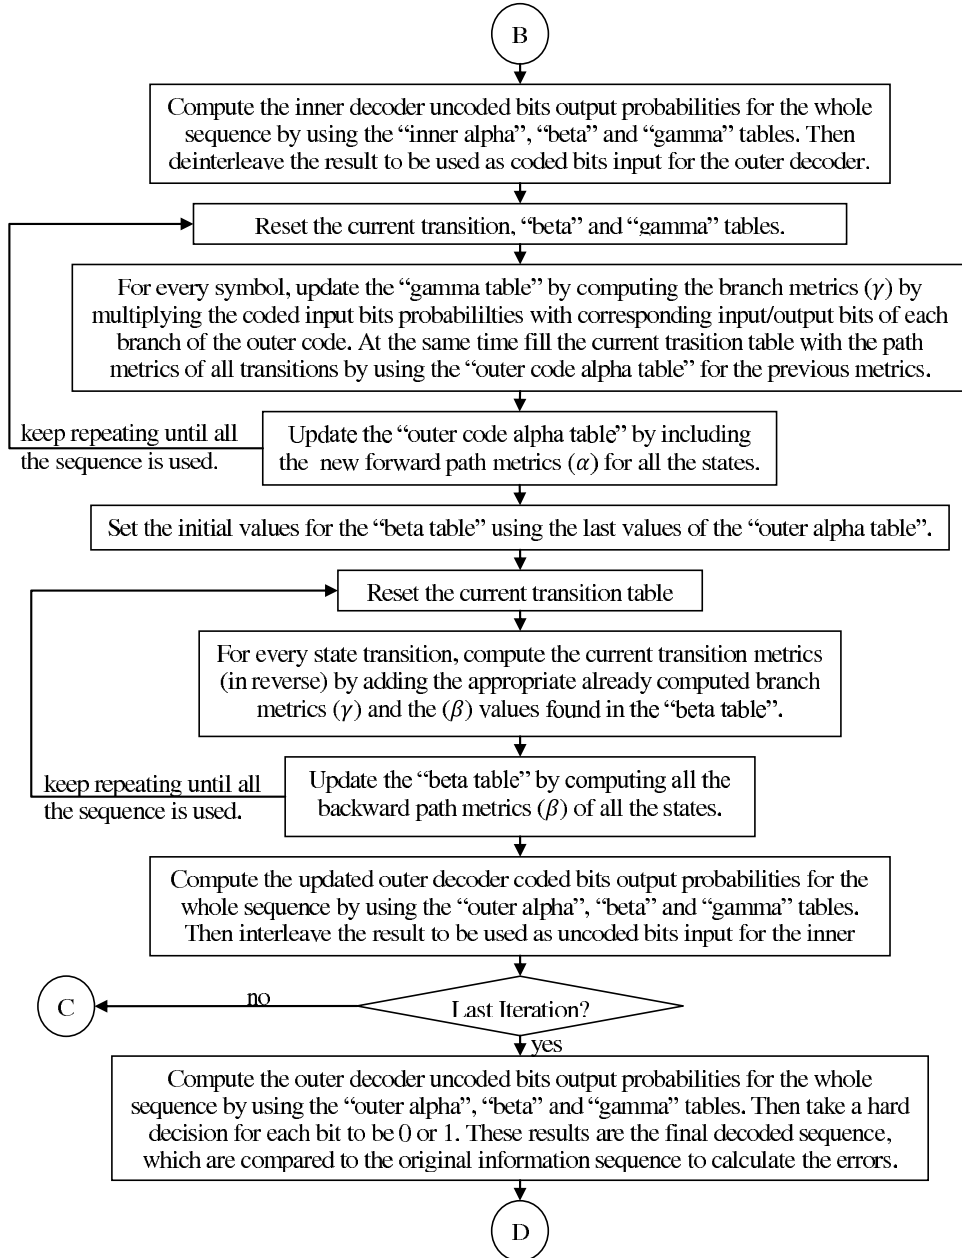 B
Compute the inner decoder uncoded bits output probabilities for the whole
sequence by using the “inner alpha”, “beta” and “gamma” tables. Then
deinterleave the result to be used as coded bits input for the outer decoder.
Reset the current transition, “beta” and “gamma” tables.
For every symbol, update the “gamma table” by computing the branch metrics (γ) by
multiplying the coded input bits probabililties with corresponding input/output bits of each
branch of the outer code. At the same time fill the current trasition table with the path
metrics of all transitions by using the “outer code alpha table” for the previous metrics.
keep repeating until all
the sequence is used.
Update the “outer code alpha table” by including
the new forward path metrics (α) for all the states.
Set the initial values for the “beta table” using the last values of the “outer alpha table”.
Reset the current transition table
For every state transition, compute the current transition metrics
(in reverse) by adding the appropriate already computed branch
metrics (γ) and the (β) values found in the “beta table”.
keep repeating until all
the sequence is used.
Update the “beta table” by computing all the
backward path metrics (β) of all the states.
Compute the updated outer decoder coded bits output probabilities for the
whole sequence by using the “outer alpha”, “beta” and “gamma” tables.
Then interleave the result to be used as uncoded bits input for the inner
C
no
Last Iteration?
yes
Compute the outer decoder uncoded bits output probabilities for the whole
sequence by using the “outer alpha”, “beta” and “gamma” tables. Then take a hard
decision for each bit to be 0 or 1. These results are the final decoded sequence,
which are compared to the original information sequence to calculate the errors.
D